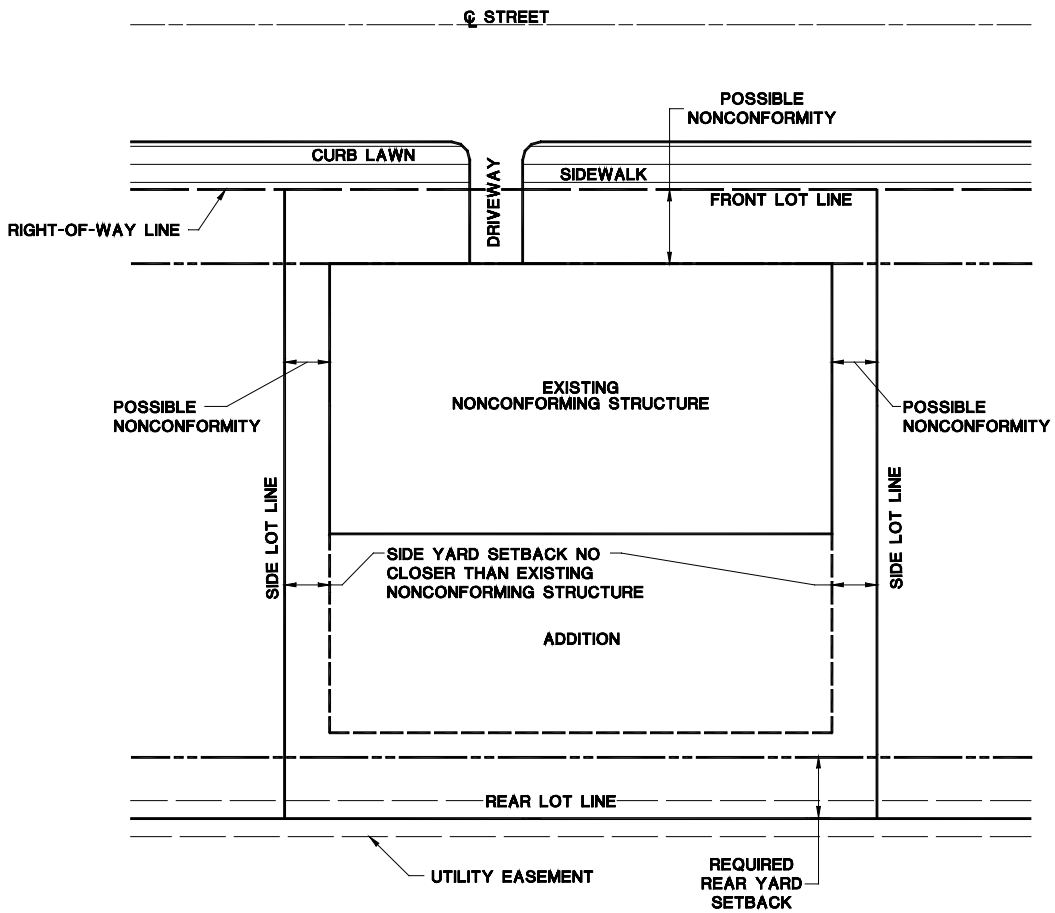 ℄ STREET
POSSIBLE
NONCONFORMITY
CURB LAWN
SIDEWALK
DRIVEWAY
FRONT LOT LINE
RIGHT-OF-WAY LINE
EXISTING
NONCONFORMING STRUCTURE
POSSIBLE
NONCONFORMITY
POSSIBLE
NONCONFORMITY
SIDE LOT LINE
SIDE LOT LINE
SIDE YARD SETBACK NO
CLOSER THAN EXISTING
NONCONFORMING STRUCTURE
ADDITION
REAR LOT LINE
UTILITY EASEMENT
REQUIRED
REAR YARD
SETBACK